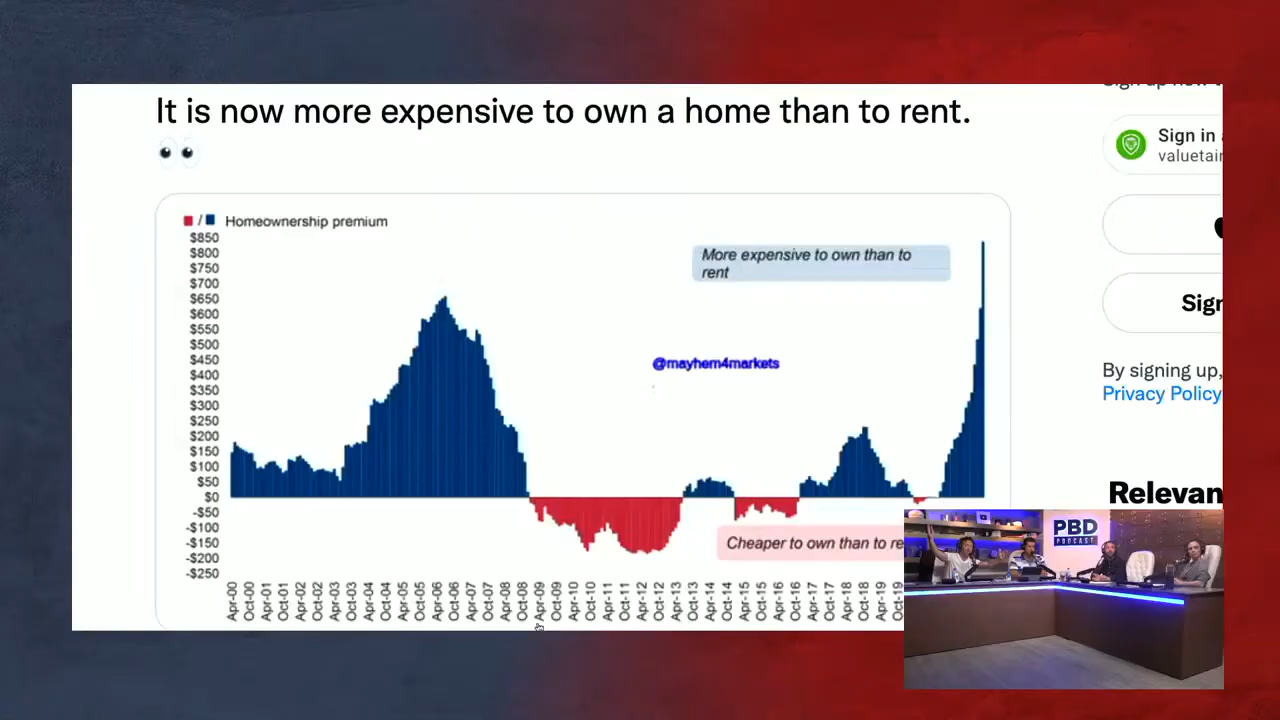 It is now more expensive to own a home than to rent.
Sign in
valuetain
Sign
By signing up,
Privacy Policy
Relevan
/ Homeownership premium
$850
$800
$750
$700
$650
$600
$550
$500
$450
$400
$350
$300
$250
$200
$150
$100
$50
$0
-$50
-$100
-$150
-$200
-$250
More expensive to own than to
rent
@mayhem4markets
Cheaper to own than to re
Apr-00
Oct-00
Apr-01
Oct-01
Apr-02
Oct-02
Apr-03
Oct-03
Apr-04
Oct-04
Apr-05
Oct-05
Apr-06
Oct-06
Apr-07
Oct-07
Apr-08
Oct-08
Apr-09
Oct-09
Apr-10
Oct-10
Apr-11
Oct-11
Apr-12
Oct-12
Apr-13
Oct-13
Apr-14
Oct-14
Apr-15
Oct-15
Apr-16
Oct-16
Apr-17
Oct-17
Apr-18
Oct-18
Apr-19
Oct-19
PBD
PODCAST